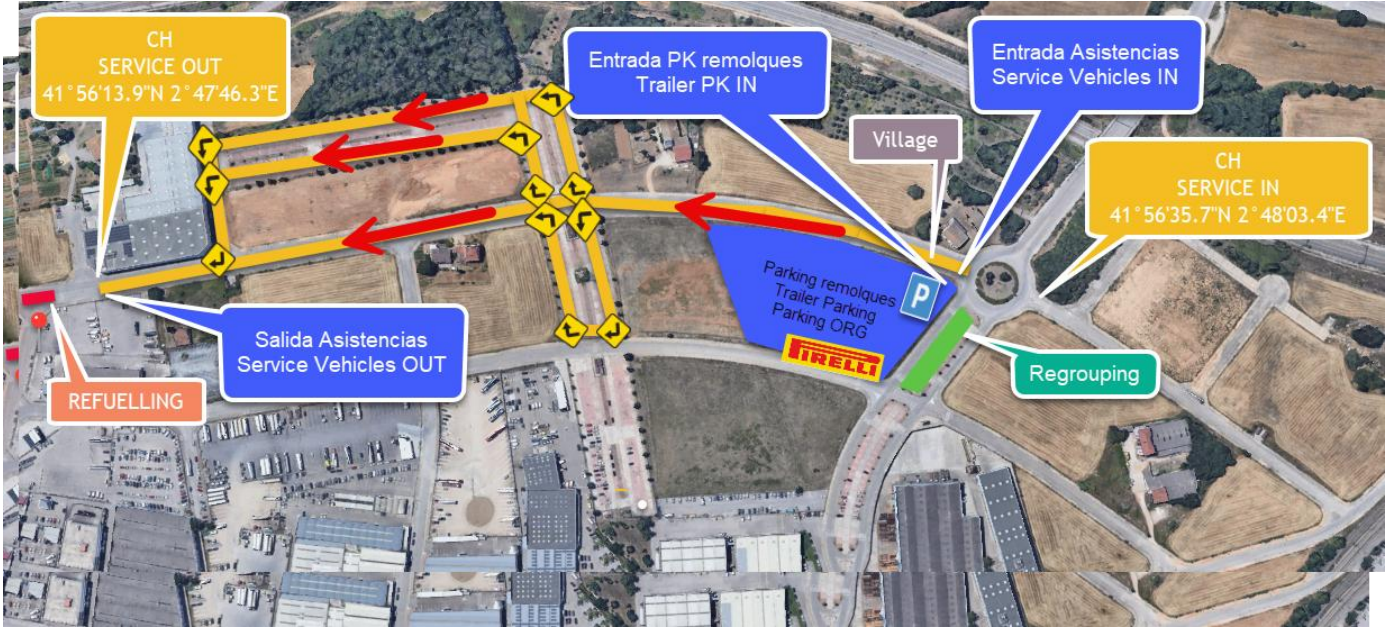 CH
SERVICE OUT
41°56'13.9"N 2°47'46.3"E
Entrada PK remolques
Trailer PK IN
Entrada Asistencias
Service Vehicles IN
Village
CH
SERVICE IN
41°56'35.7"N 2°48'03.4"E
Parking remolques
Trailer Parking
Parking ORG
P
PIRELLI
Salida Asistencias
Service Vehicles OUT
Regrouping
REFUELLING